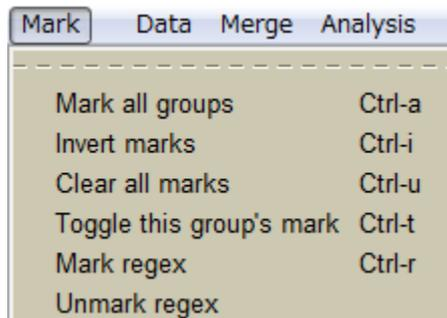 Mark Data Merge Analysis
Mark all groups Ctrl-a
Invert marks Ctrl-i
Clear all marks Ctrl-u
Toggle this group's mark Ctrl-t
Mark regex Ctrl-r
Unmark regex